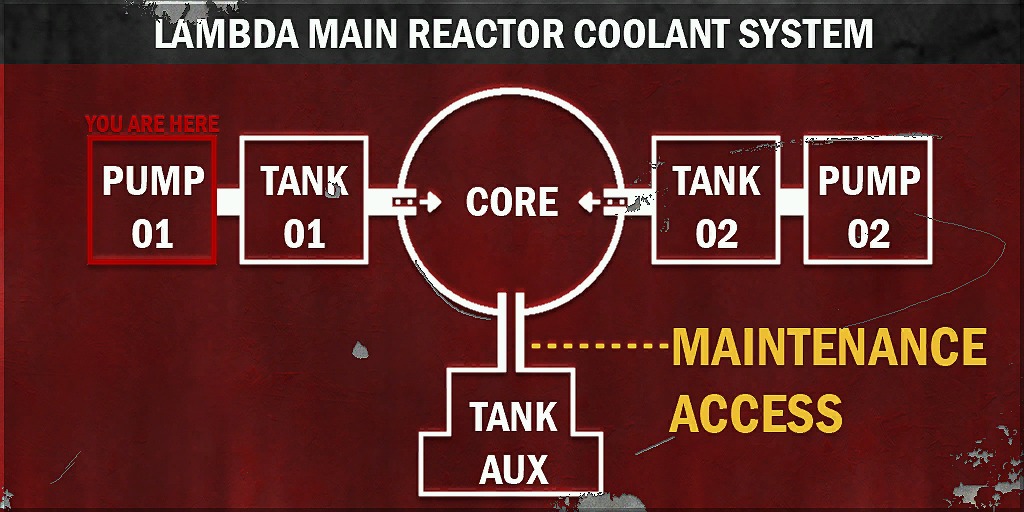 LAMBDA MAIN REACTOR COOLANT SYSTEM
YOU ARE HERE
PUMP
01
TANK
01
CORE
TANK
02
PUMP
02
MAINTENANCE
ACCESS
TANK
AUX